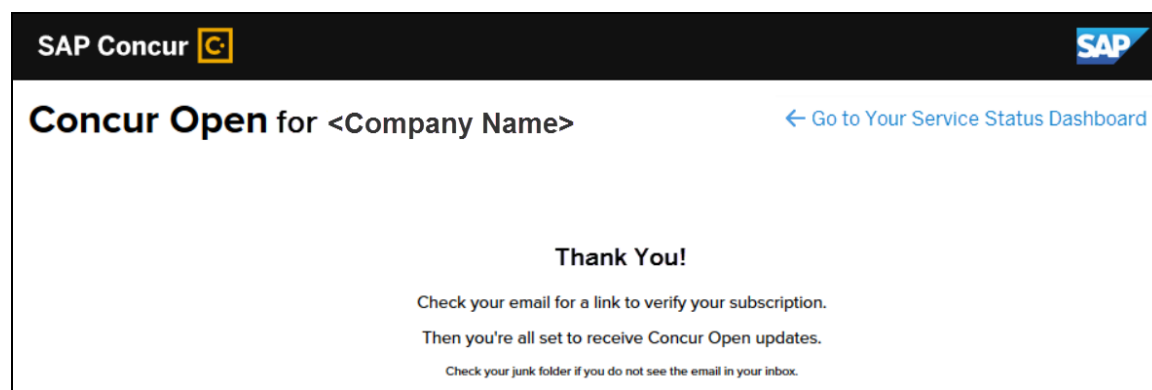 SAP Concur C.
SAP
Concur Open for <Company Name>
← Go to Your Service Status Dashboard
Thank You!
Check your email for a link to verify your subscription.
Then you're all set to receive Concur Open updates.
Check your junk folder if you do not see the email in your inbox.